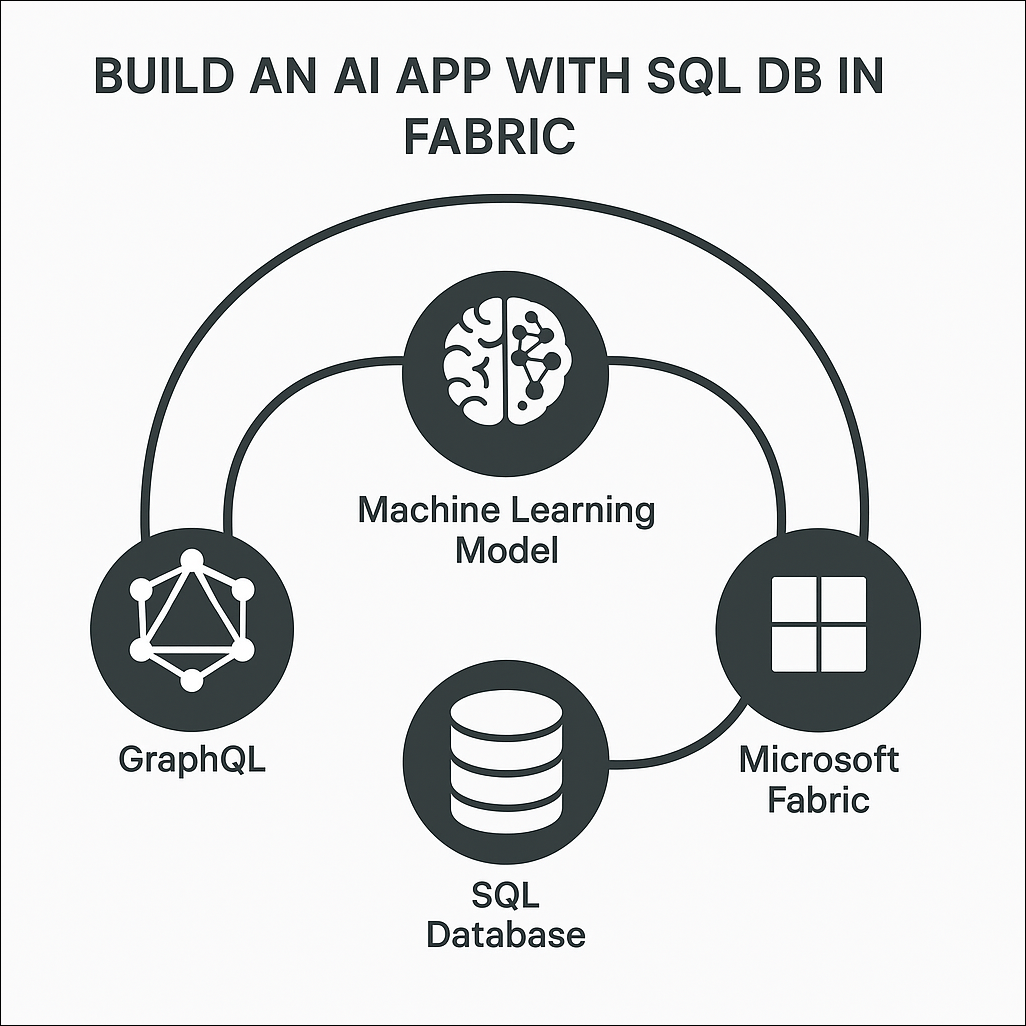 BUILD AN AI APP WITH SQL DB IN
FABRIC
Machine Learning
Model
GraphQL
Microsoft
Fabric
SQL
Database